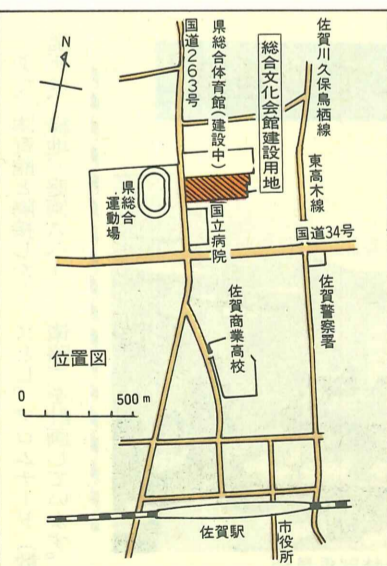 N
国道263号
県総合体育館(建設中)
総合文化会館建設用地
佐賀川久保鳥栖線
東高木線
県総合
運動場
国立病院
国道34号
佐賀商業高校
佐賀警察署
位置図
0 500m
佐賀駅
市役所